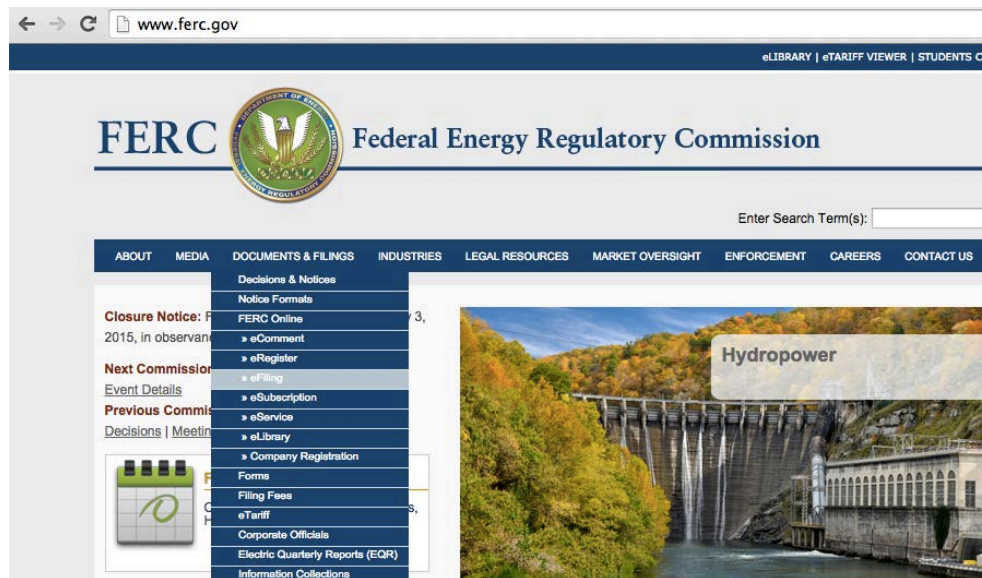 www.ferc.gov
eLIBRARY | eTARIFF VIEWER | STUDENTS
FERC
Federal Energy Regulatory Commission
Enter Search Term(s):
ABOUT MEDIA DOCUMENTS & FILINGS INDUSTRIES LEGAL RESOURCES MARKET OVERSIGHT ENFORCEMENT CAREERS CONTACT US
Decisions & Notices
Notice Formats
FERC Online
» eComment
» eRegister
» eFiling
» eSubscription
» eService
» eLibrary
» Company Registration
Forms
Filing Fees
eTariff
Corporate Officials
Electric Quarterly Reports (EQR)
Information Collections
Closure Notice: F y 3,
2015, in observan
Next Commission
Event Details
Previous Commis
Decisions | Meetin
Hydropower